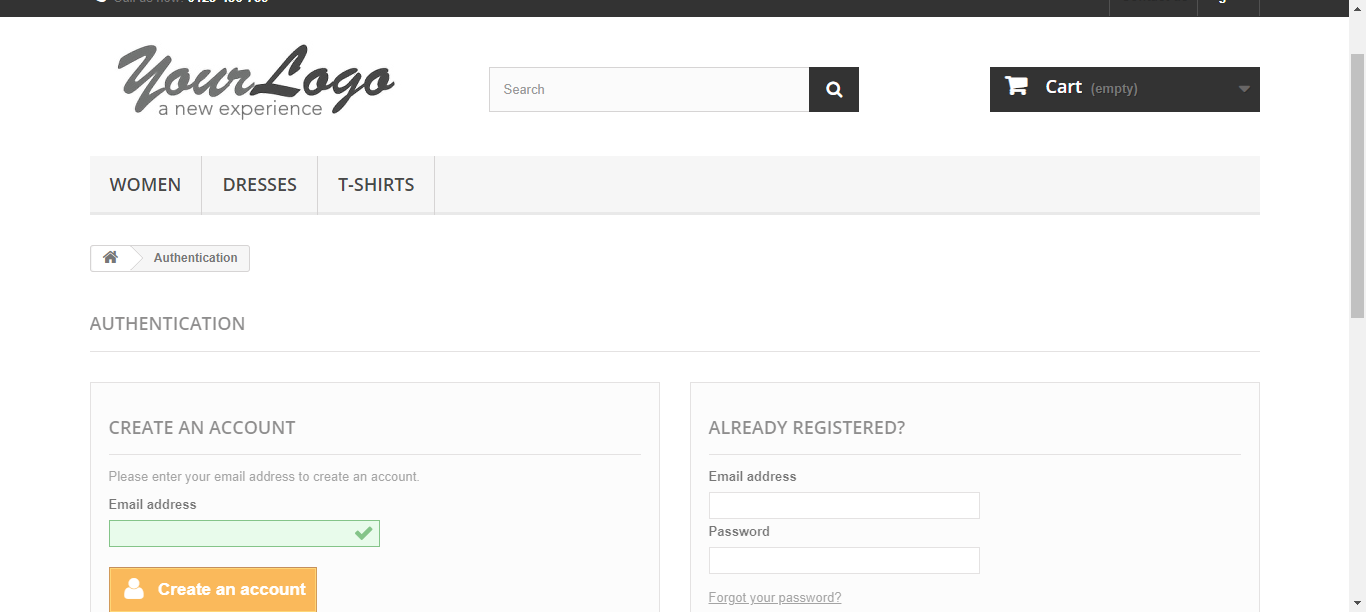 YourLogo
a new experience
Search
Cart (empty)
WOMEN DRESSES T-SHIRTS
Authentication
AUTHENTICATION
CREATE AN ACCOUNT
Please enter your email address to create an account.
Email address
Create an account
ALREADY REGISTERED?
Email address
Password
Forgot your password?